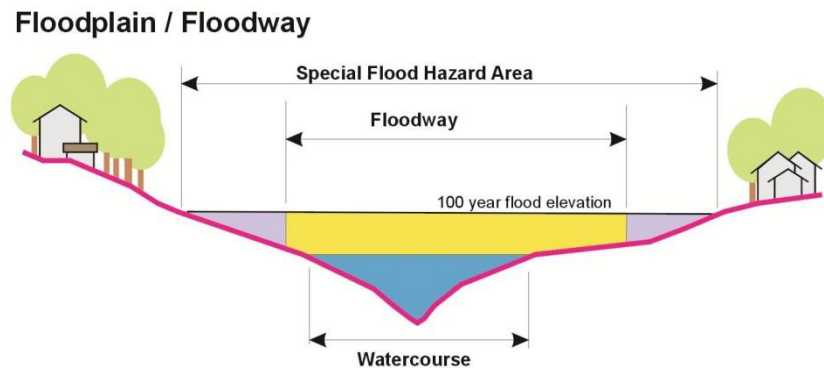 Floodplain / Floodway
Special Flood Hazard Area
Floodway
100 year flood elevation
Watercourse